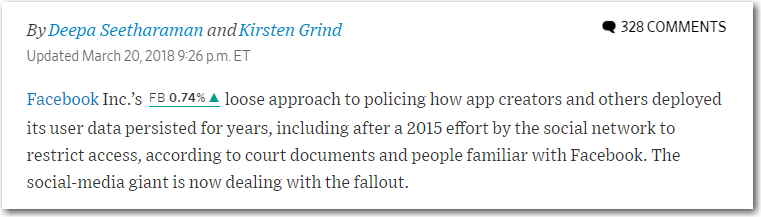 By Deepa Seetharaman and Kirsten Grind
328 COMMENTS
Updated March 20, 2018 9:26 p.m. ET
Facebook Inc.’s FB 0.74% ▲ loose approach to policing how app creators and others deployed
its user data persisted for years, including after a 2015 effort by the social network to
restrict access, according to court documents and people familiar with Facebook. The
social-media giant is now dealing with the fallout.